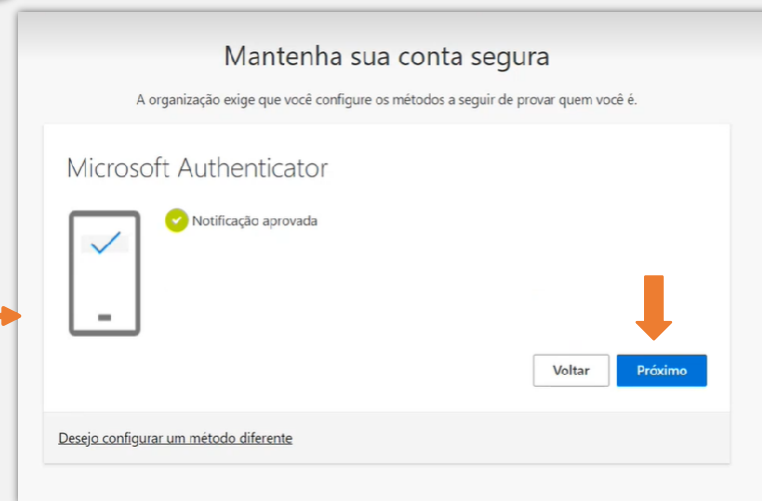 Mantenha sua conta segura
A organização exige que você configure os métodos a seguir de provar quem você é.
Microsoft Authenticator
Notificação aprovada
Voltar Próximo
Desejo configurar um método diferente